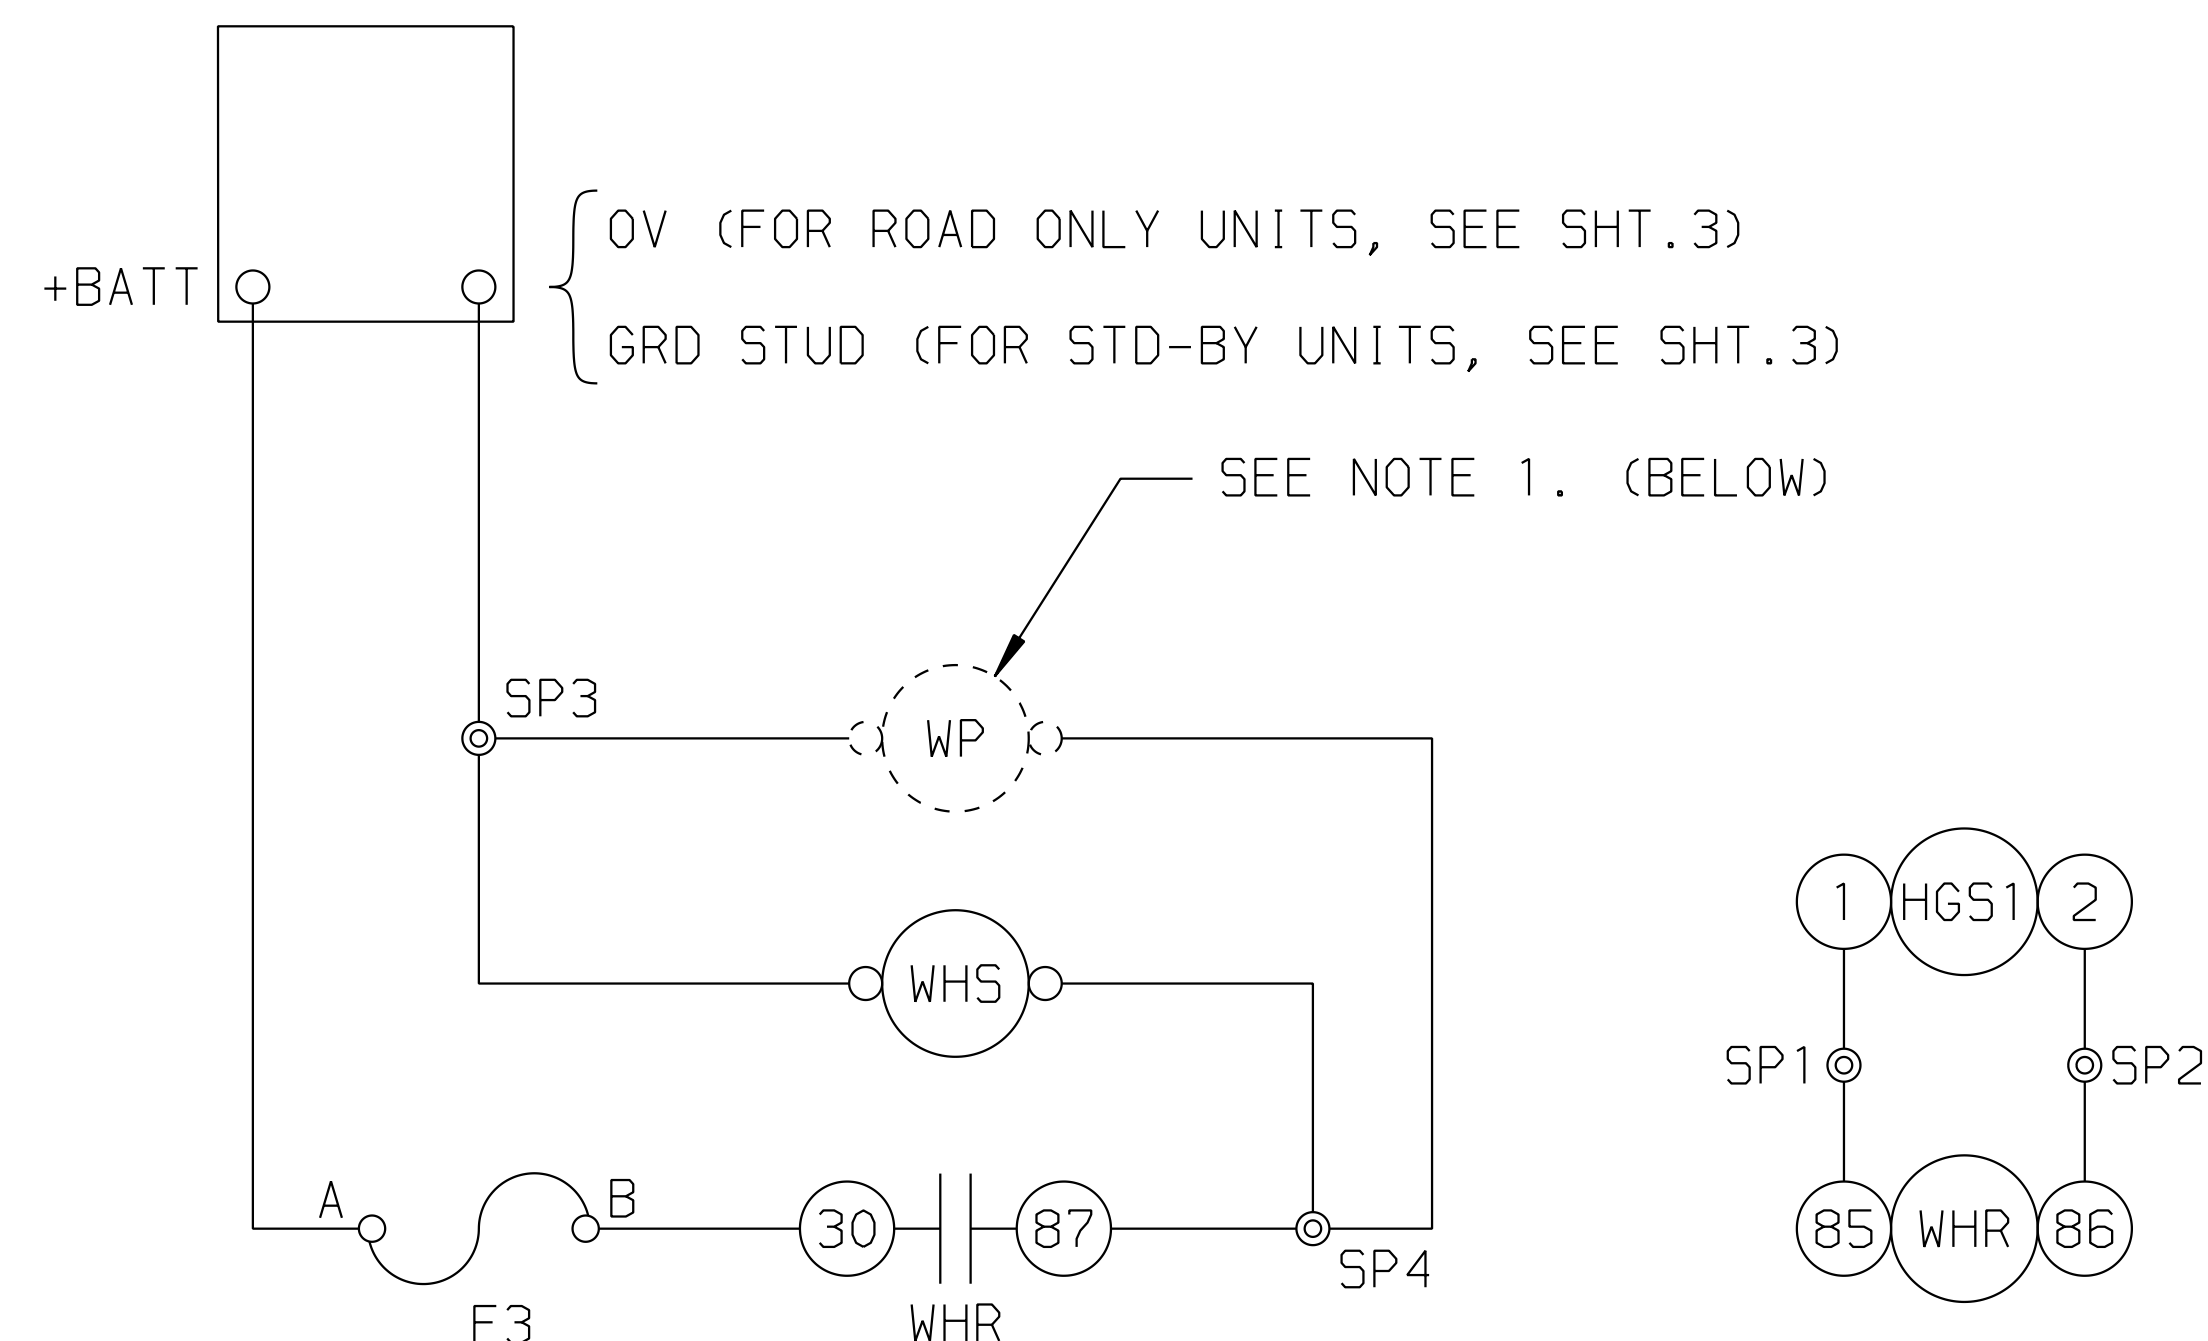 OV (FOR ROAD ONLY UNITS, SEE SHT.3)
+BATT
GRD STUD (FOR STD-BY UNITS, SEE SHT.3)
SEE NOTE 1. (BELOW)
SP3
WP
1 HGS1 2
WHS
SP1 SP2
A B
30 87
85 WHR 86
SP4
F3 WHR